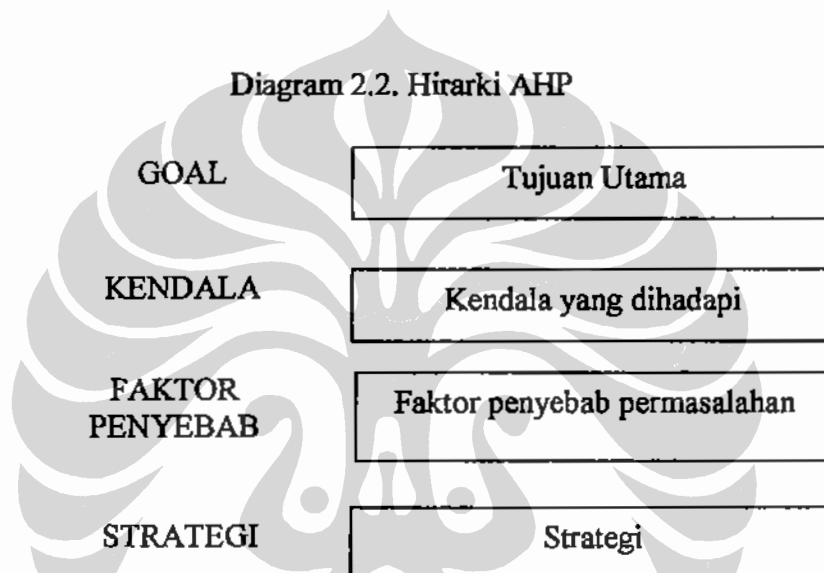 Diagram 2.2. Hirarki AHP
GOAL
Tujuan Utama
KENDALA
Kendala yang dihadapi
FAKTOR
PENYEBAB
Faktor penyebab permasalahan
STRATEGI
Strategi